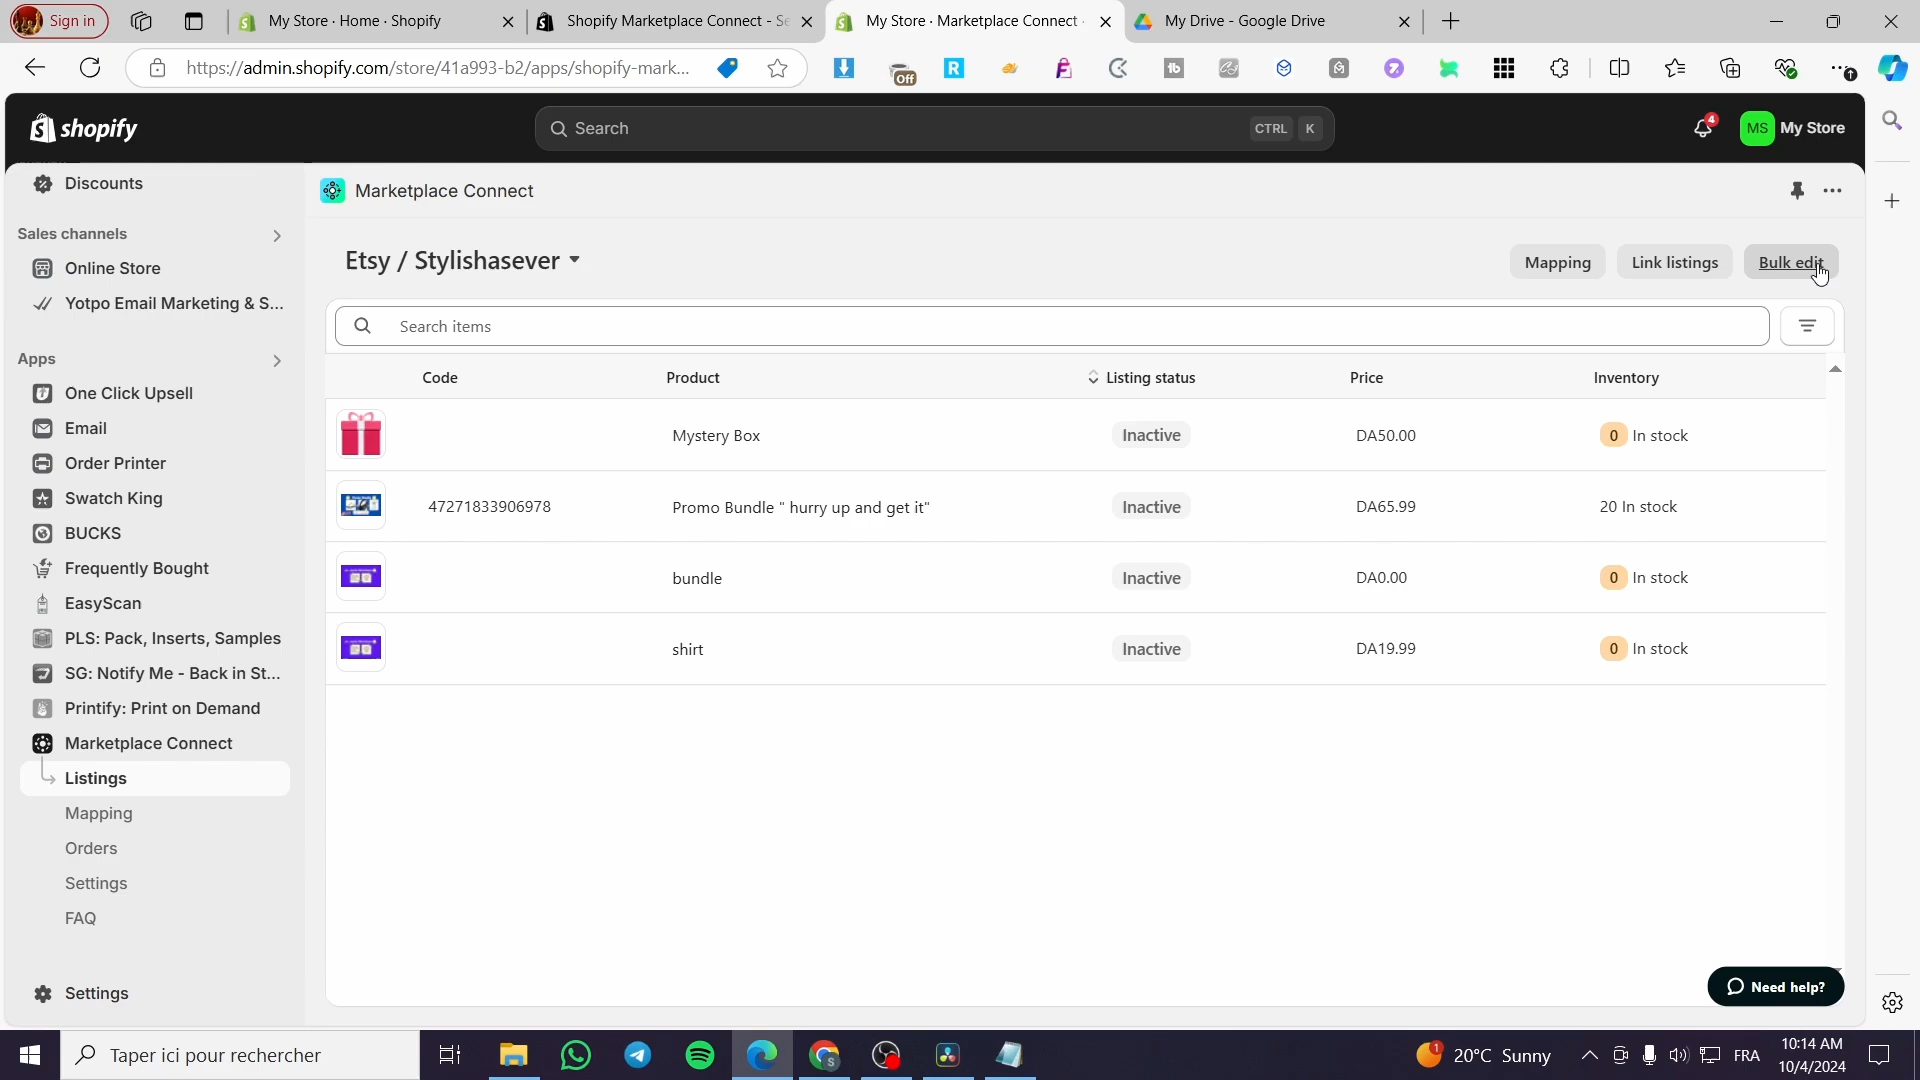 Sign in
My Store · Home · Shopify
Shopify Marketplace Connect - Se
My Store · Marketplace Connect ·
My Drive - Google Drive
https://admin.shopify.com/store/41a993-b2/apps/shopify-mark...
Off
shopify
Search
CTRL K
4
MS My Store
Discounts
Sales channels
Online Store
Yotpo Email Marketing & S...
Apps
One Click Upsell
Email
Order Printer
Swatch King
BUCKS
Frequently Bought
EasyScan
PLS: Pack, Inserts, Samples
SG: Notify Me - Back in St...
Printify: Print on Demand
Marketplace Connect
Listings
Mapping
Orders
Settings
FAQ
Settings
Marketplace Connect
Etsy / Stylishasever
Mapping
Link listings
Bulk edit
Search items
Code Product Listing status Price Inventory
Mystery Box Inactive DA50.00 0 In stock
47271833906978 Promo Bundle " hurry up and get it" Inactive DA65.99 20 In stock
bundle Inactive DA0.00 0 In stock
shirt Inactive DA19.99 0 In stock
Need help?
Taper ici pour rechercher
1
20°C Sunny
FRA
10:14 AM
10/4/2024